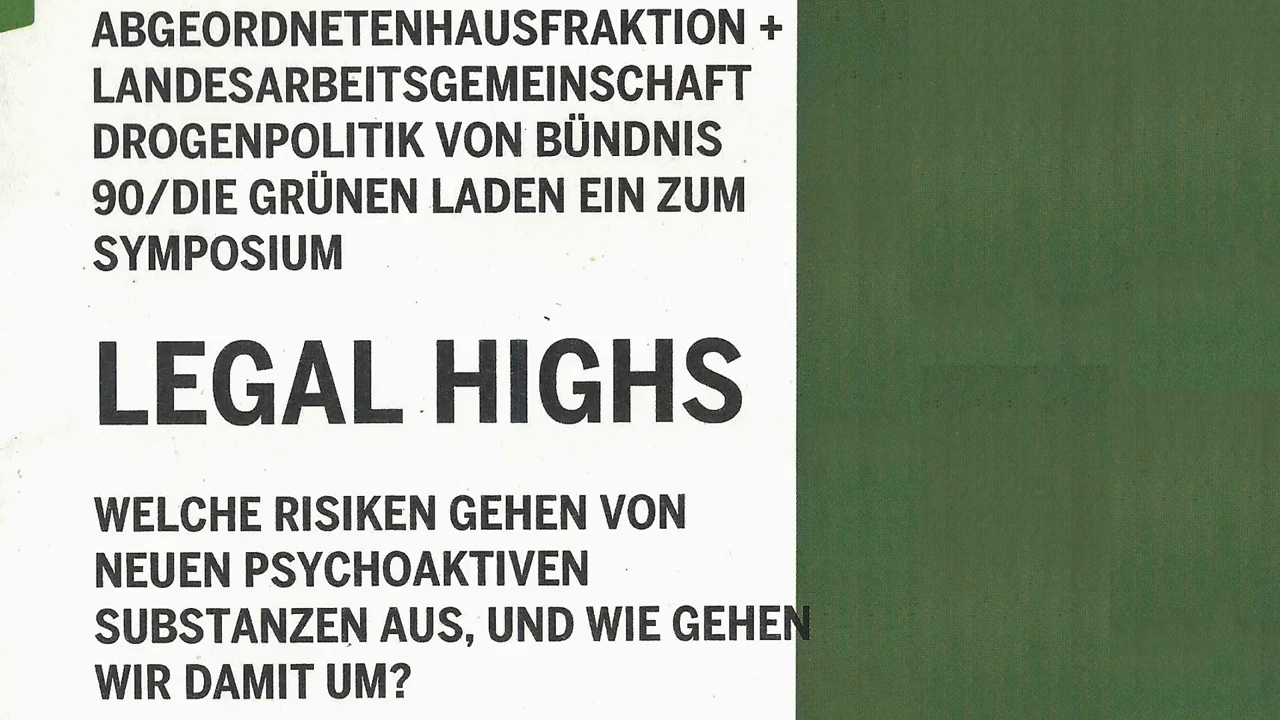 ABGEORDNETENHAUSFRAKTION +
LANDESARBEITSGEMEINSCHAFT
DROGENPOLITIK VON BÜNDNIS
90/DIE GRÜNEN LADEN EIN ZUM
SYMPOSIUM
LEGAL HIGHS
WELCHE RISIKEN GEHEN VON
NEUEN PSYCHOAKTIVEN
SUBSTANZEN AUS, UND WIE GEHEN
WIR DAMIT UM?